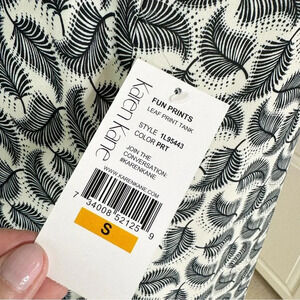 karen kane
FUN PRINTS
LEAF PRINT TANK
STYLE 1L95443
COLOR PRT
JOIN THE
CONVERSATION:
#KARENKANE
WWW.KARENKANE.COM
7 34008 52125 9
S